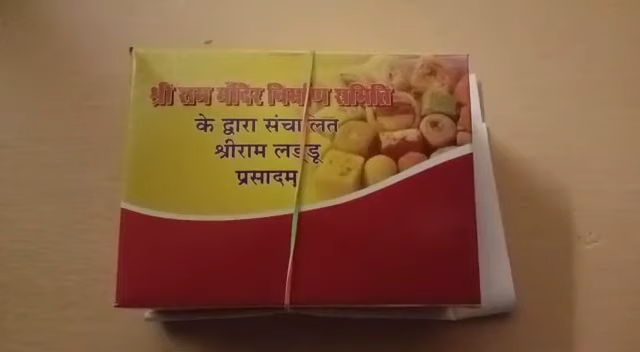 श्री राम मंदिर निर्माण समिति
के द्वारा संचालित
श्रीराम लड्डू
प्रसादम्